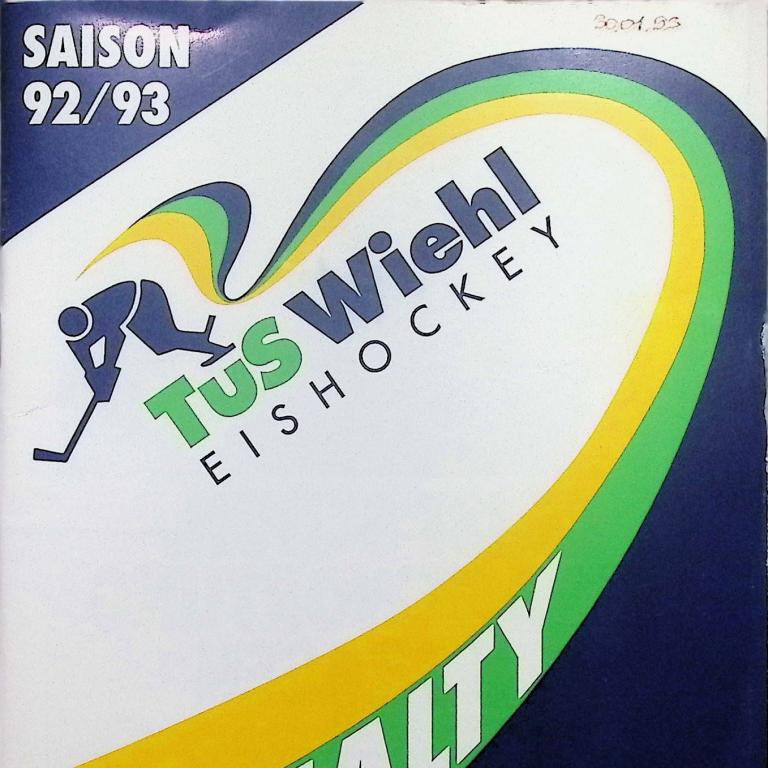 SAISON
92/93
30.01.93
TuS Wiehl
EISHOCKEY
ALTY